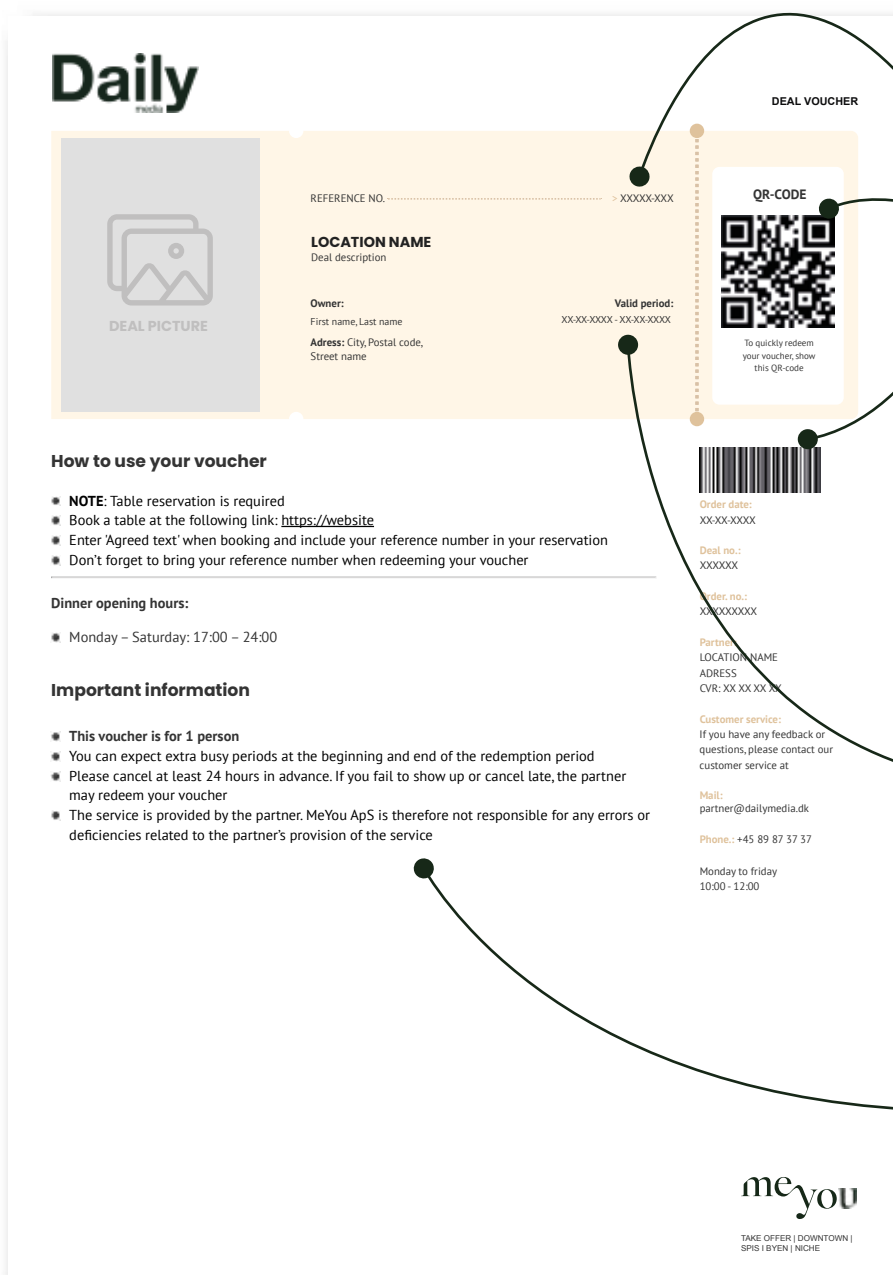 Daily
media
DEAL VOUCHER
DEAL PICTURE
REFERENCE NO. > XXXXX-XXX
LOCATION NAME
Deal description
Owner:
First name, Last name
Adress: City, Postal code,
Street name
Valid period:
XX-XX-XXXX - XX-XX-XXXX
QR-CODE
To quickly redeem
your voucher, show
this QR-code
How to use your voucher
NOTE: Table reservation is required
Book a table at the following link: https://website
Enter 'Agreed text' when booking and include your reference number in your reservation
Don't forget to bring your reference number when redeeming your voucher
Dinner opening hours:
Monday – Saturday: 17:00 – 24:00
Important information
This voucher is for 1 person
You can expect extra busy periods at the beginning and end of the redemption period
Please cancel at least 24 hours in advance. If you fail to show up or cancel late, the partner
may redeem your voucher
The service is provided by the partner. MeYou ApS is therefore not responsible for any errors or
deficiencies related to the partner's provision of the service
Order date:
XX-XX-XXXX
Deal no.:
XXXXXX
Order. no.:
XXXXXXXXX
Partner:
LOCATION NAME
ADRESS
CVR: XX XX XX XX
Customer service:
If you have any feedback or
questions, please contact our
customer service at
Mail:
partner@dailymedia.dk
Phone.: +45 89 87 37 37
Monday to friday
10:00 - 12:00
meyou
TAKE OFFER | DOWNTOWN |
SPIS I BYEN | NICHE